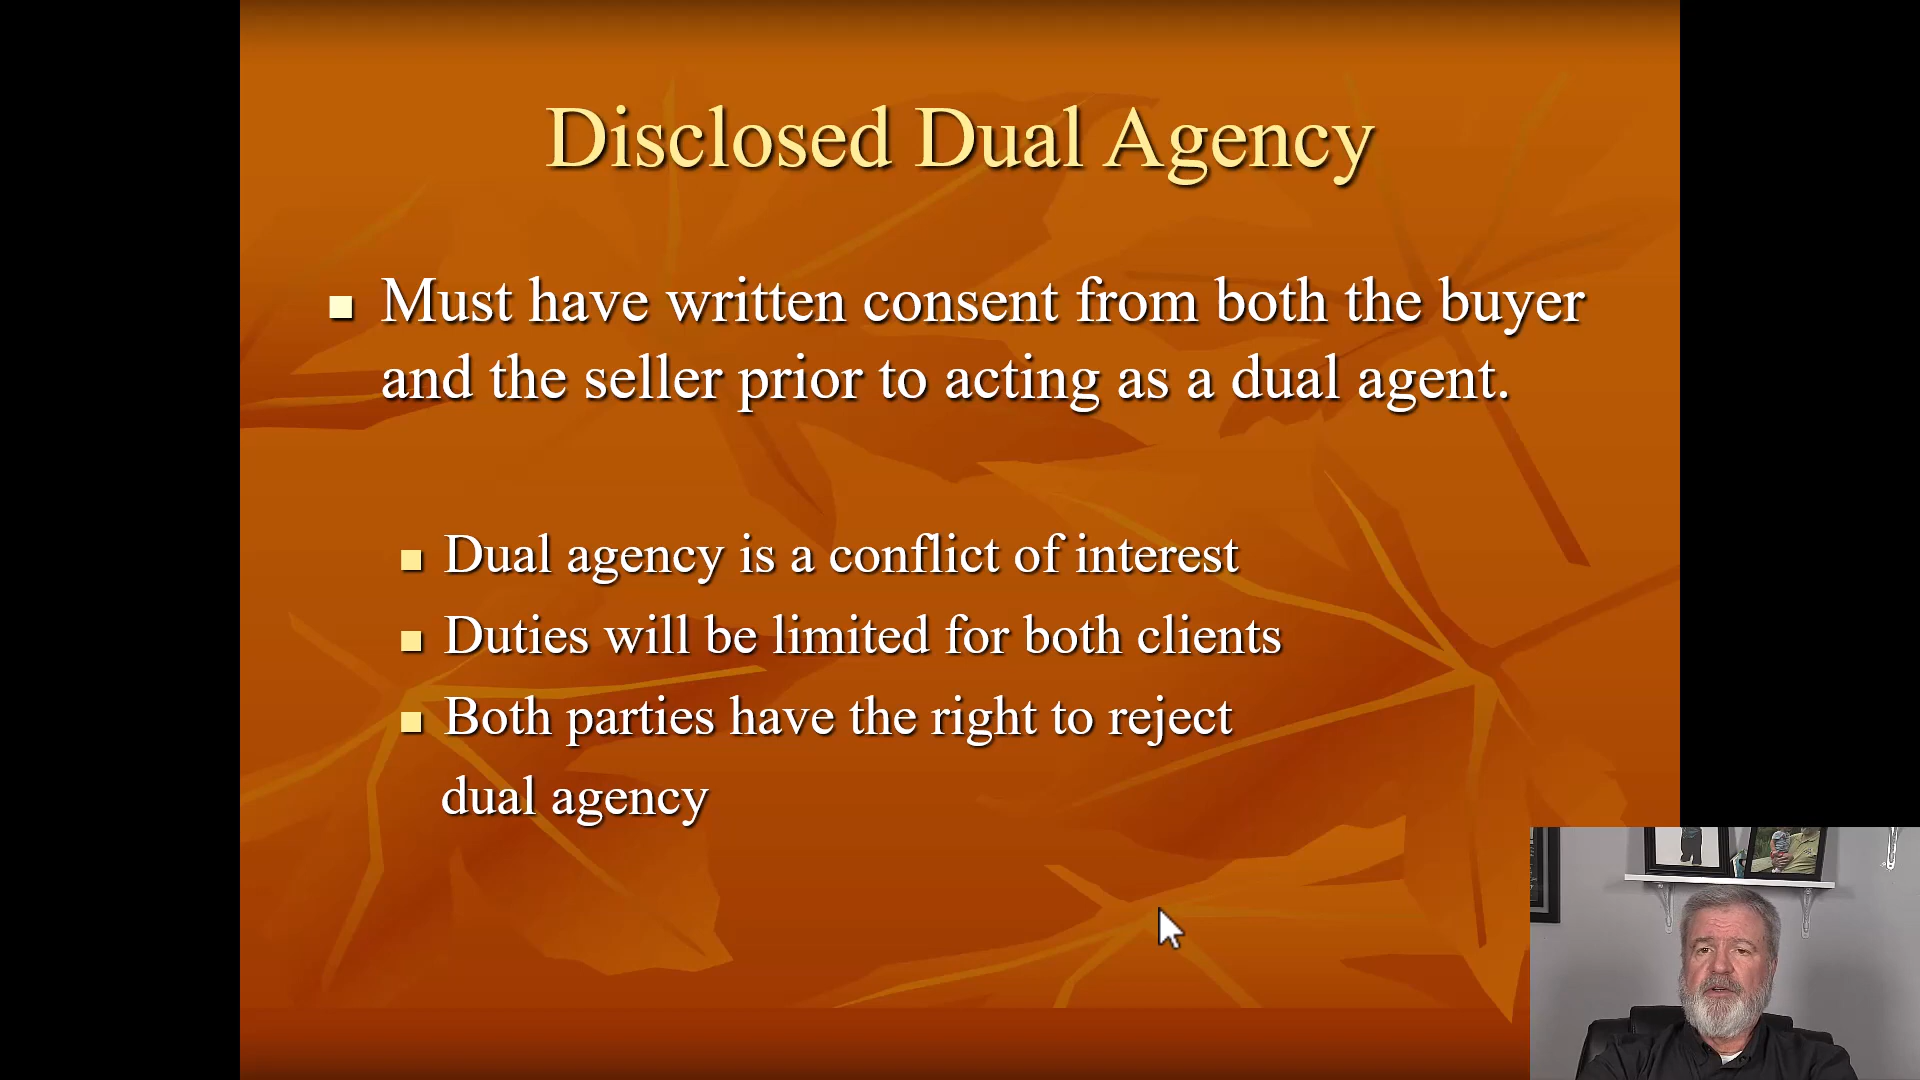 Disclosed Dual Agency
Must have written consent from both the buyer
and the seller prior to acting as a dual agent.
Dual agency is a conflict of interest
Duties will be limited for both clients
Both parties have the right to reject
dual agency